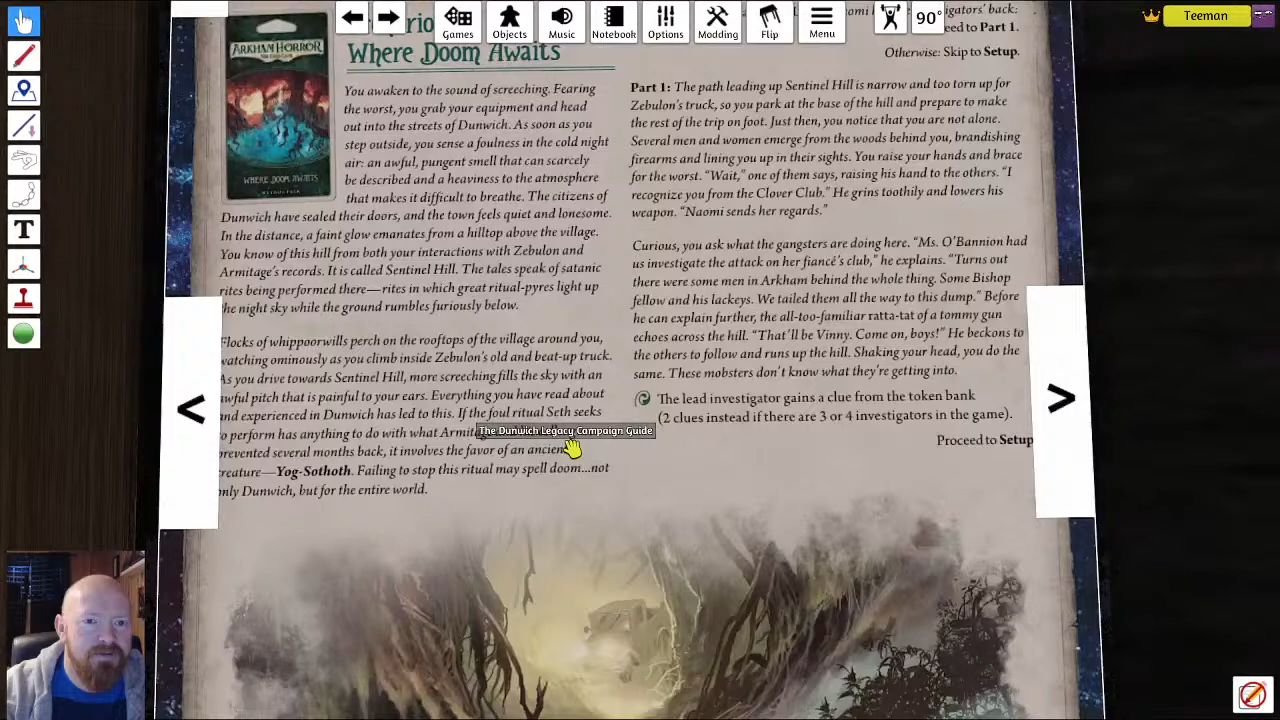 Games
Objects
Music
Notebook
Options
Modding
Flip
Menu
90°
Teeman
ARKHAM HORROR
WHERE DOOM AWAITS
Where Doom Awaits
You awaken to the sound of screeching. Fearing
the worst, you grab your equipment and head
out into the streets of Dunwich. As soon as you
step outside, you sense a foulness in the cold night
air: an awful, pungent smell that can scarcely
be described and a heaviness to the atmosphere
that makes it difficult to breathe. The citizens of
Dunwich have sealed their doors, and the town feels quiet and lonesome.
In the distance, a faint glow emanates from a hilltop above the village.
You know of this hill from both your interactions with Zebulon and
Armitage's records. It is called Sentinel Hill. The tales speak of satanic
rites being performed there—rites in which great ritual-pyres light up
the night sky while the ground rumbles furiously below.
Flocks of whippoorwills perch on the rooftops of the village around you,
watching ominously as you climb inside Zebulon's old and beat-up truck.
As you drive towards Sentinel Hill, more screeching fills the sky with an
awful pitch that is painful to your ears. Everything you have read about
and experienced in Dunwich has led to this. If the foul ritual Seth seeks
to perform has anything to do with what Armitag
The Dunwich Legacy Campaign Guide
prevented several months back, it involves the favor of an ancien
creature—Yog-Sothoth. Failing to stop this ritual may spell doom...not
only Dunwich, but for the entire world.
igators' back:
eed to Part 1.
Otherwise: Skip to Setup.
Part 1: The path leading up Sentinel Hill is narrow and too torn up for
Zebulon's truck, so you park at the base of the hill and prepare to make
the rest of the trip on foot. Just then, you notice that you are not alone.
Several men and women emerge from the woods behind you, brandishing
firearms and lining you up in their sights. You raise your hands and brace
for the worst. "Wait," one of them says, raising his hand to the others. "I
recognize you from the Clover Club." He grins toothily and lowers his
weapon. "Naomi sends her regards."
Curious, you ask what the gangsters are doing here. "Ms. O'Bannion had
us investigate the attack on her fiancé's club," he explains. "Turns out
there were some men in Arkham behind the whole thing. Some Bishop
fellow and his lackeys. We tailed them all the way to this dump." Before
he can explain further, the all-too-familiar ratta-tat of a tommy gun
echoes across the hill. "That'll be Vinny. Come on, boys!" He beckons to
the others to follow and runs up the hill. Shaking your head, you do the
same. These mobsters don't know what they're getting into.
The lead investigator gains a clue from the token bank
(2 clues instead if there are 3 or 4 investigators in the game).
Proceed to Setup
<
>